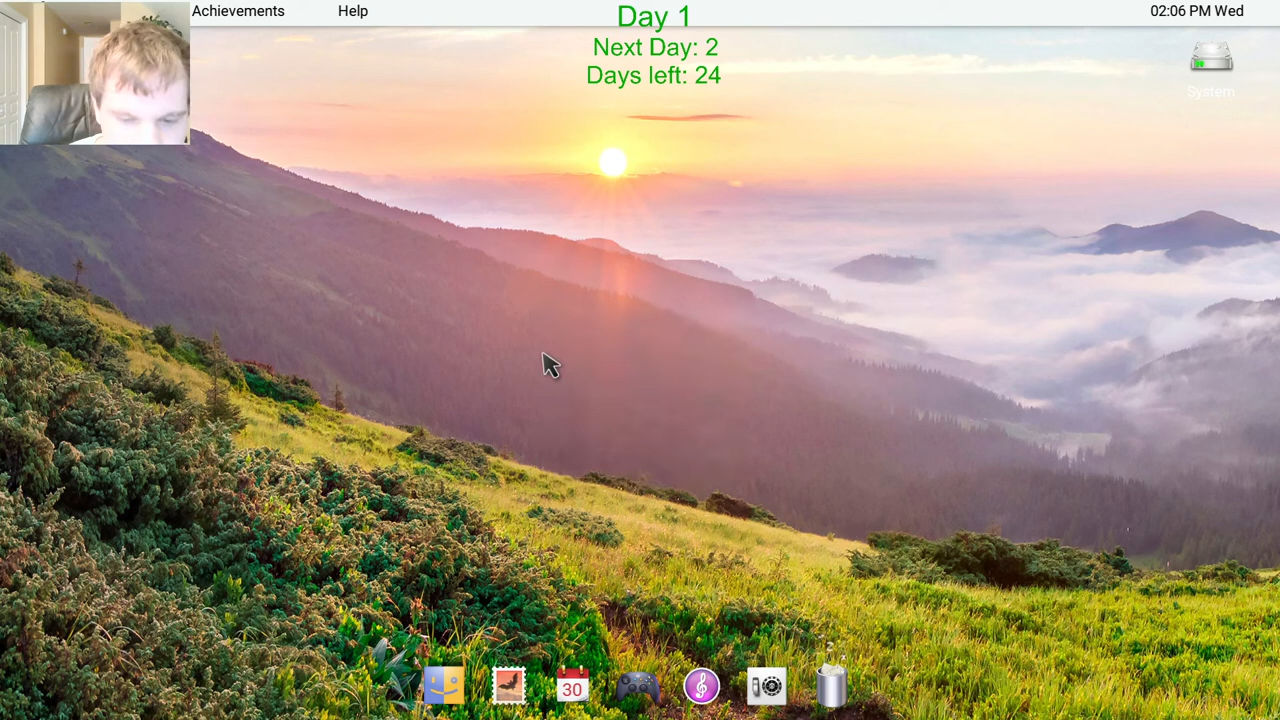 Achievements Help 02:06 PM Wed
Day 1
Next Day: 2
Days left: 24
System
30
z
z